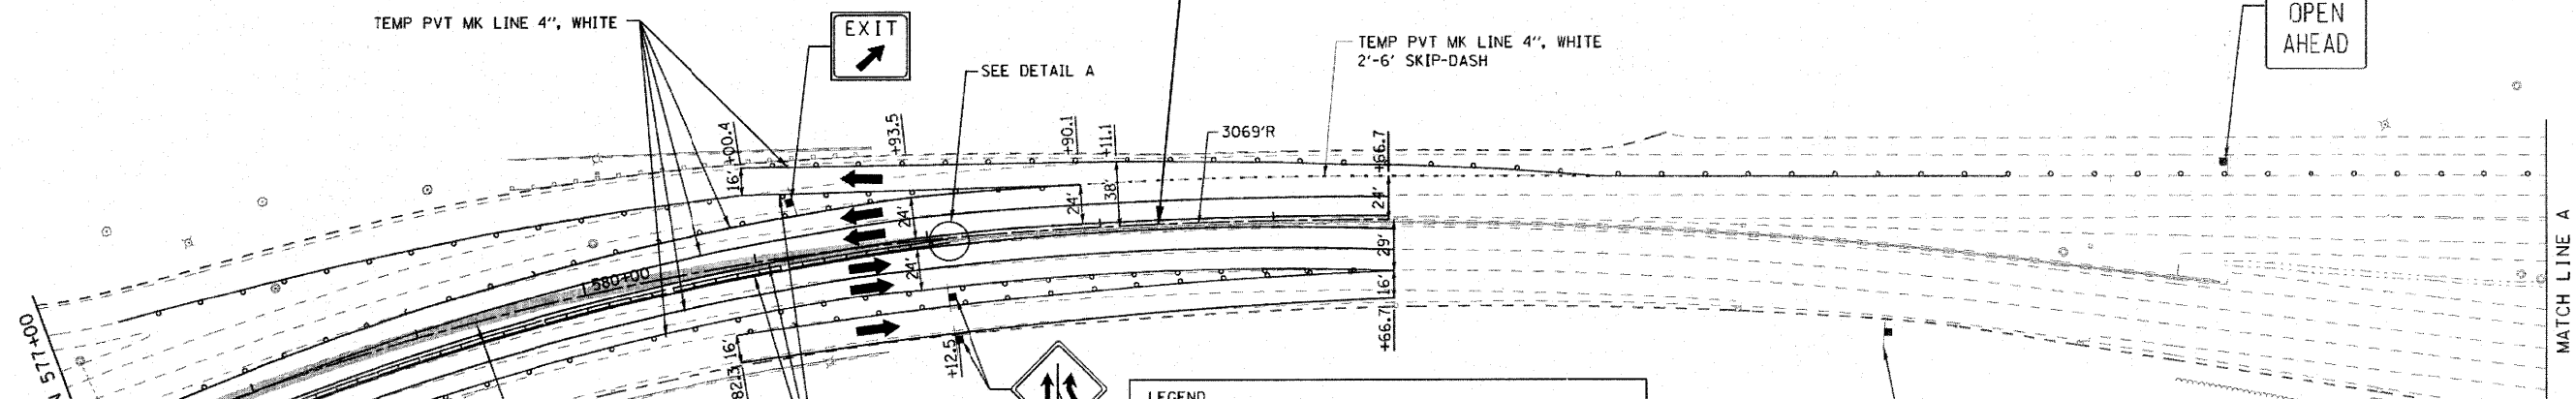 TEMP PVT MK LINE 4", WHITE
EXIT
SEE DETAIL A
TEMP PVT MK LINE 4", WHITE
2'-6' SKIP-DASH
OPEN
AHEAD
+00.4
16'
+93.5
+90.1
+11.1
3069'R
+66.7
24'
24'
38'
24'
24'
29'
16'
+66.7
580+00
577+00
16'
82.3
+12.5
LEGEND
MATCH LINE A